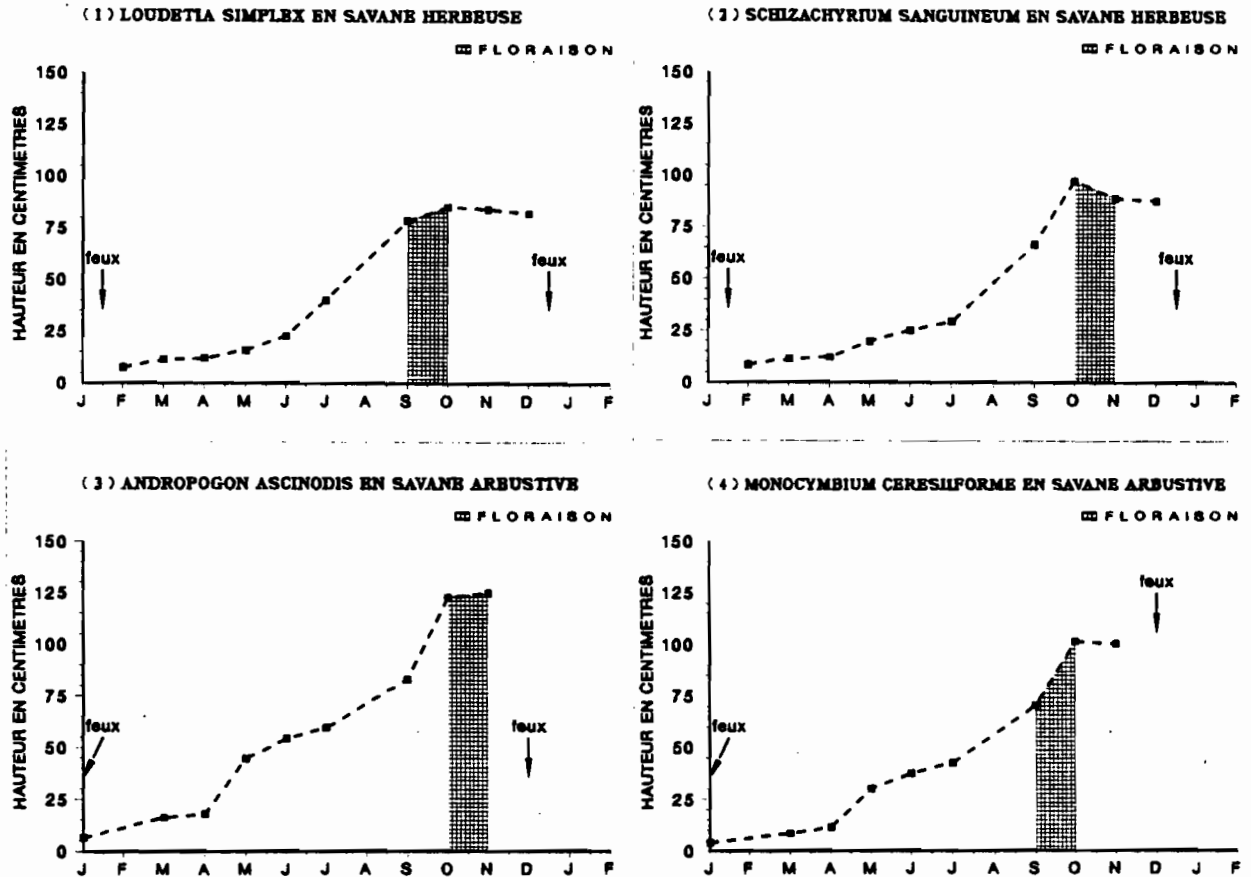 (1) LOUDETIA SIMPLEX EN SAVANE HERBEUSE
FLORAISON
HAUTEUR EN CENTIMETRES
150
125
100
75
50
25
0
feux
feux
J F M A M J J A S O N D J F
(2) SCHIZACHYRIUM SANGUINEUM EN SAVANE HERBEUSE
FLORAISON
HAUTEUR EN CENTIMETRES
150
125
100
75
50
25
0
feux
feux
J F M A M J J A S O N D J F
(3) ANDROPOGON ASCINODIS EN SAVANE ARBUSTIVE
FLORAISON
HAUTEUR EN CENTIMETRES
150
125
100
75
50
25
0
feux
feux
J F M A M J J A S O N D J F
(4) MONOCYMBIUM CERESIIFORME EN SAVANE ARBUSTIVE
FLORAISON
HAUTEUR EN CENTIMETRES
150
125
100
75
50
25
0
feux
feux
J F M A M J J A S O N D J F